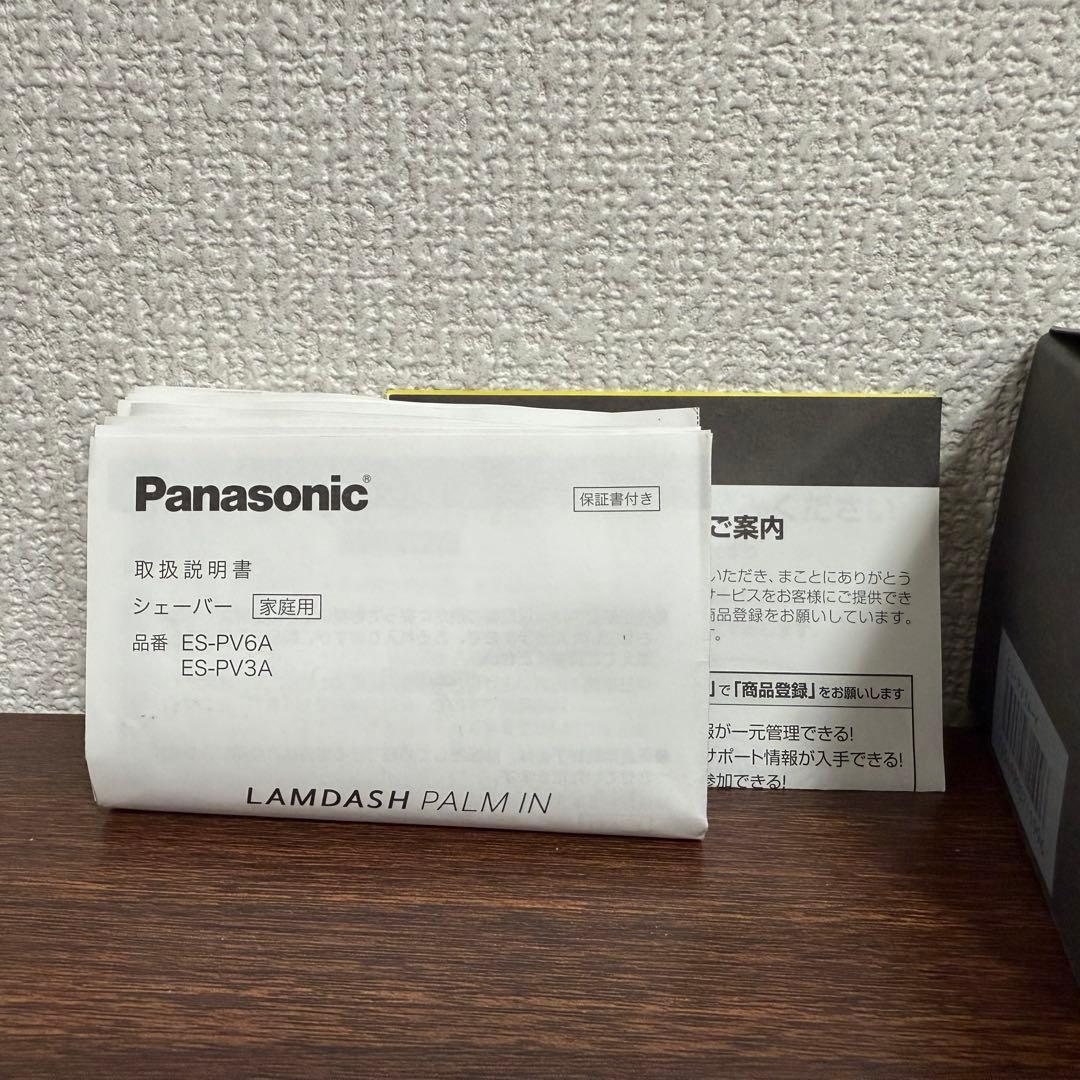 Panasonic®
保証書付き
取扱説明書
シェーバー 家庭用
品番 ES-PV6A
ES-PV3A
LAMDASH PALM IN
ご案内
いただき、まことにありがとう
サービスをお客様にご提供でき
商品登録をお願いしています。
す。
」で「商品登録」をお願いします
報が一元管理できる!
サポート情報が入手できる!
参加できる!